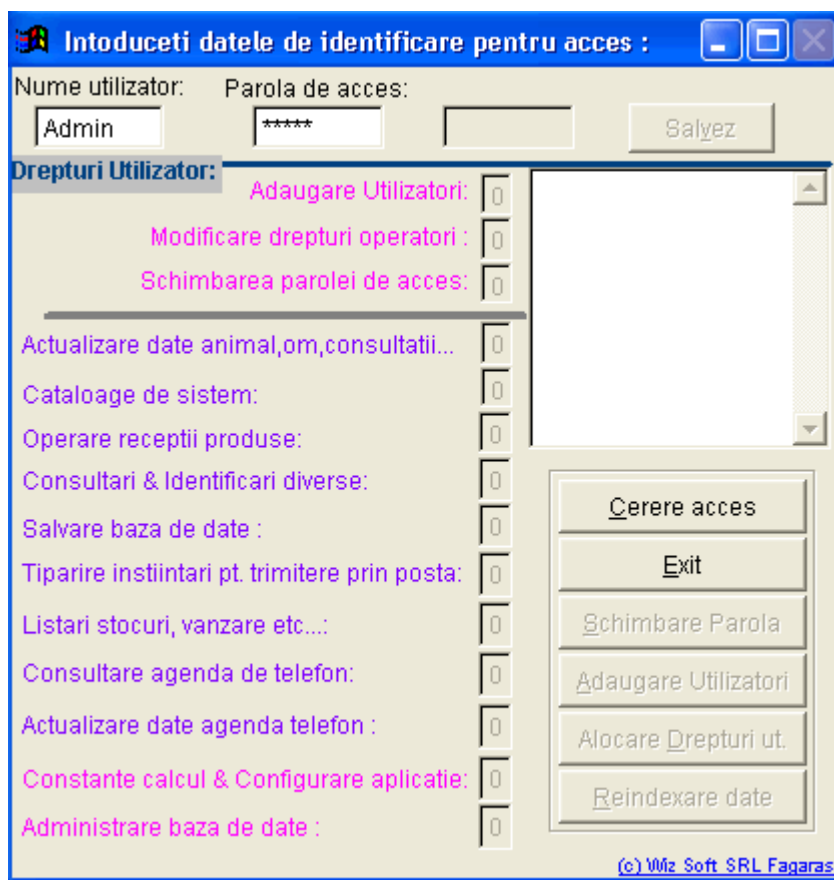 Intoduceti datele de identificare pentru acces :
Nume utilizator: Parola de acces:
Admin ***** Salvez
Drepturi Utilizator:
Adaugare Utilizatori: 0
Modificare drepturi operatori : 0
Schimbarea parolei de acces: 0
Actualizare date animal,om,consultatii... 0
Cataloage de sistem: 0
Operare receptii produse: 0
Consultari & Identificari diverse: 0
Salvare baza de date : 0
Tiparire instiintari pt. trimitere prin posta: 0
Listari stocuri, vanzare etc...: 0
Consultare agenda de telefon: 0
Actualizare date agenda telefon : 0
Constante calcul & Configurare aplicatie: 0
Administrare baza de date : 0
Cerere acces
Exit
Schimbare Parola
Adaugare Utilizatori
Alocare Drepturi ut.
Reindexare date
(c) Wiz Soft SRL Fagaras